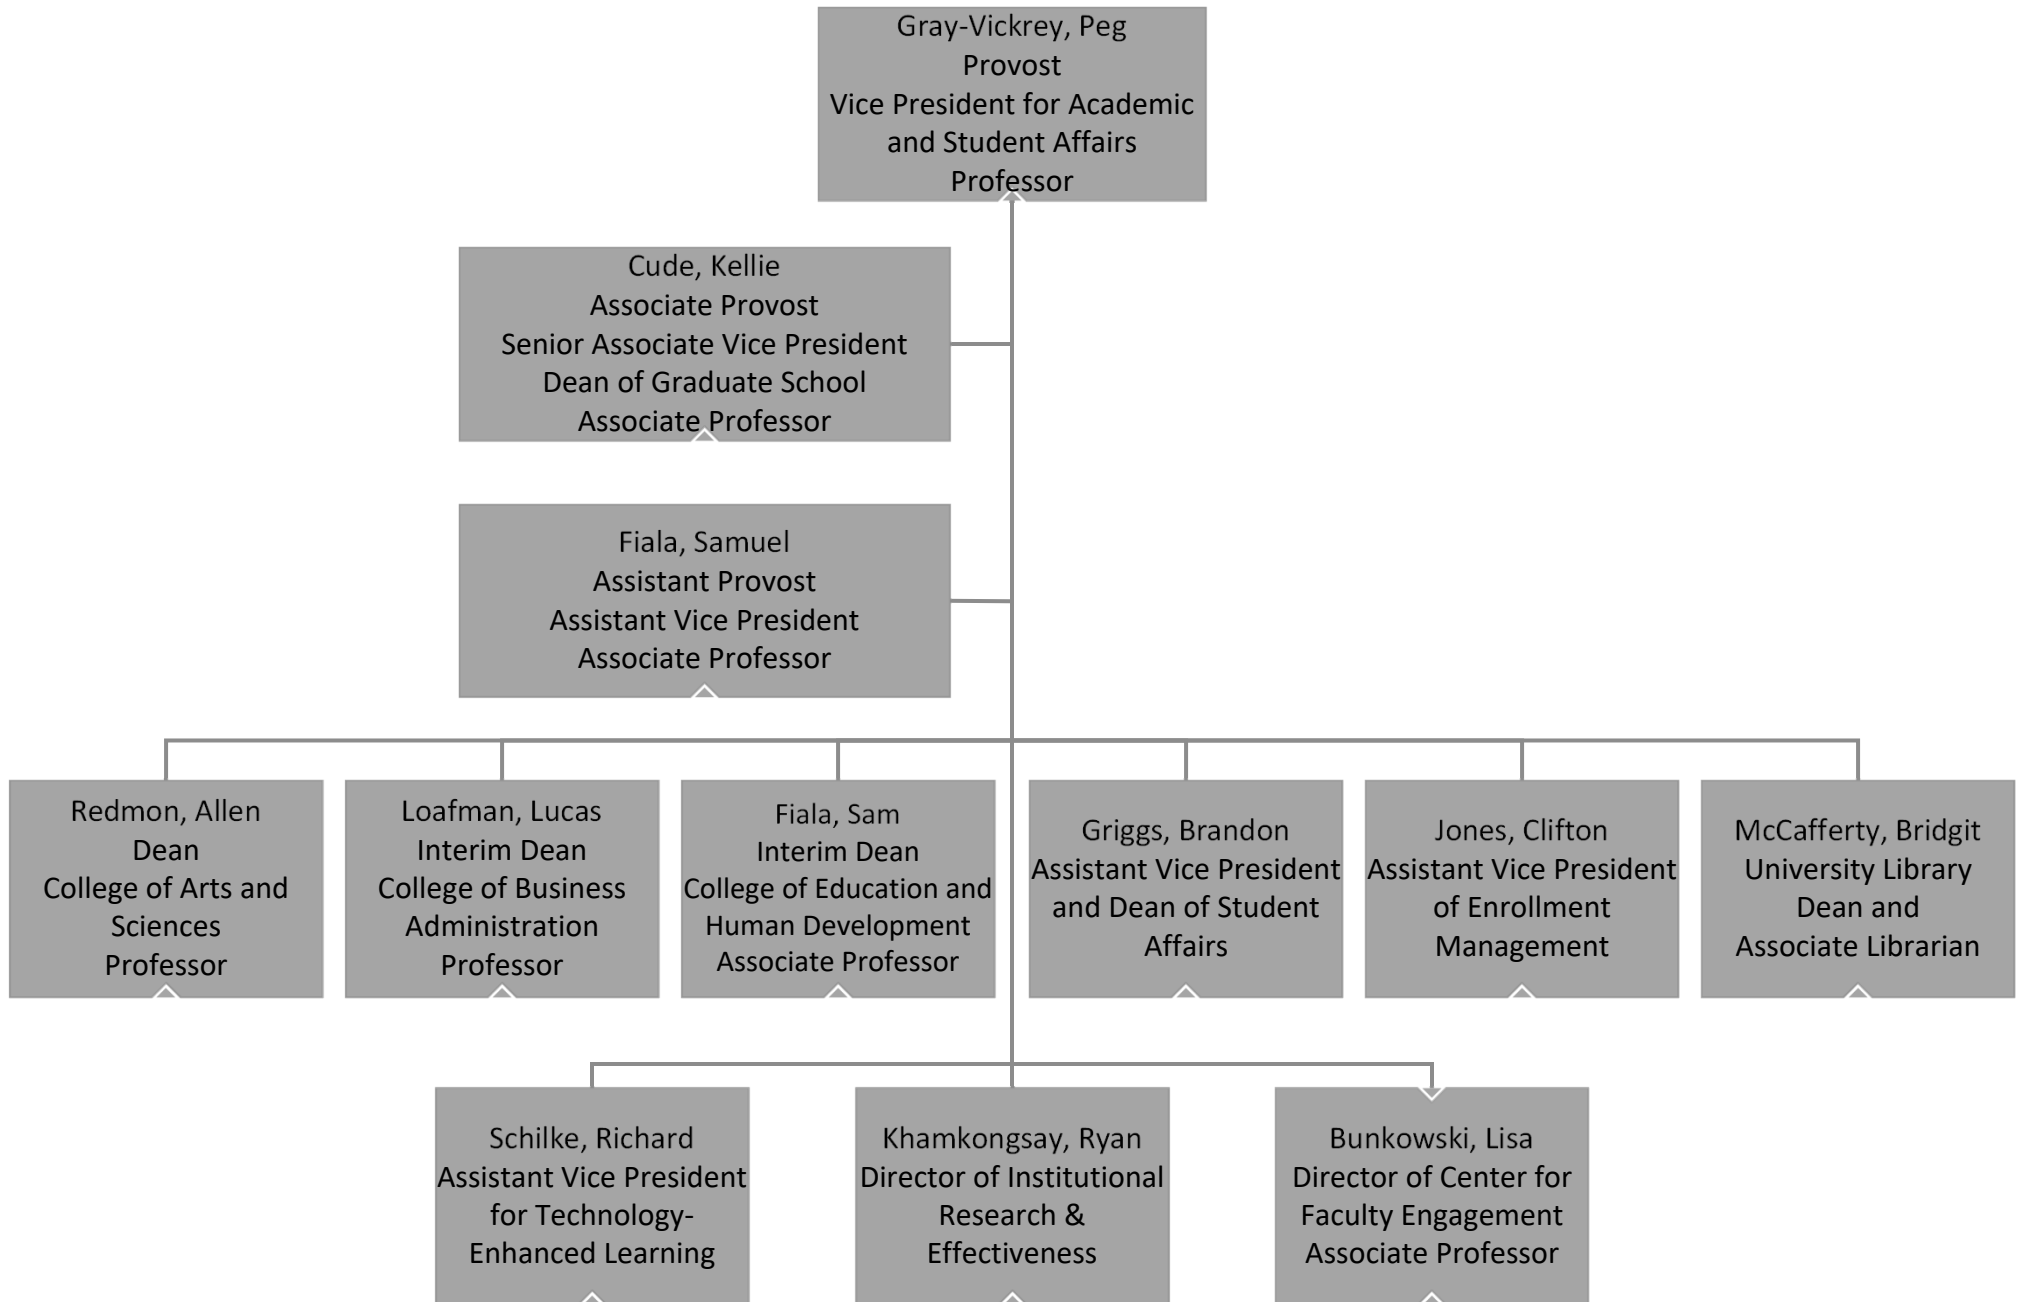 Gray-Vickrey, Peg
Provost
Vice President for Academic
and Student Affairs
Professor
Cude, Kellie
Associate Provost
Senior Associate Vice President
Dean of Graduate School
Associate Professor
Fiala, Samuel
Assistant Provost
Assistant Vice President
Associate Professor
Redmon, Allen
Dean
College of Arts and
Sciences
Professor
Loafman, Lucas
Interim Dean
College of Business
Administration
Professor
Fiala, Sam
Interim Dean
College of Education and
Human Development
Associate Professor
Griggs, Brandon
Assistant Vice President
and Dean of Student
Affairs
Jones, Clifton
Assistant Vice President
of Enrollment
Management
McCafferty, Bridgit
University Library
Dean and
Associate Librarian
Schilke, Richard
Assistant Vice President
for Technology-
Enhanced Learning
Khamkongsay, Ryan
Director of Institutional
Research &
Effectiveness
Bunkowski, Lisa
Director of Center for
Faculty Engagement
Associate Professor